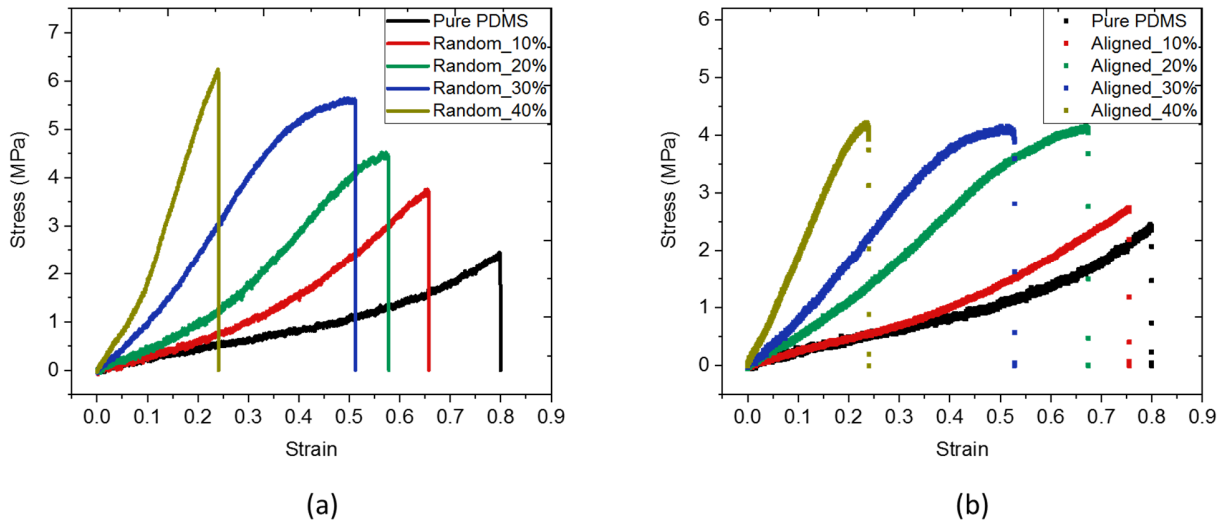 Pure PDMS
Random_10%
Random_20%
Random_30%
Random_40%
7
6
5
4
3
2
1
0
Stress (MPa)
0.0 0.1 0.2 0.3 0.4 0.5 0.6 0.7 0.8 0.9
Strain
(a)
Pure PDMS
Aligned_10%
Aligned_20%
Aligned_30%
Aligned_40%
6
5
4
3
2
1
0
Stress (MPa)
0.0 0.1 0.2 0.3 0.4 0.5 0.6 0.7 0.8 0.9
Strain
(b)